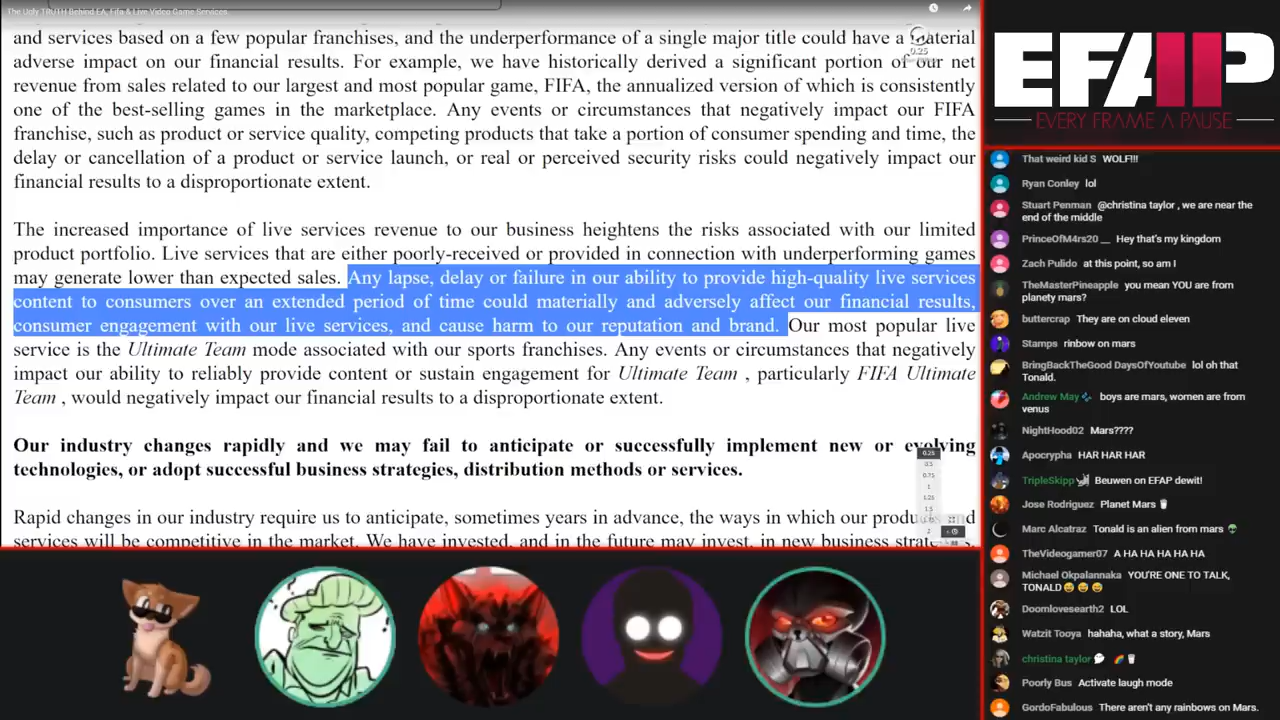 The Ugly TRUTH Behind EA, Fifa & Live Video Game Services.
and services based on a few popular franchises, and the underperformance of a single major title could have a material
adverse impact on our financial results. For example, we have historically derived a significant portion of our net
revenue from sales related to our largest and most popular game, FIFA, the annualized version of which is consistently
one of the best-selling games in the marketplace. Any events or circumstances that negatively impact our FIFA
franchise, such as product or service quality, competing products that take a portion of consumer spending and time, the
delay or cancellation of a product or service launch, or real or perceived security risks could negatively impact our
financial results to a disproportionate extent.
The increased importance of live services revenue to our business heightens the risks associated with our limited
product portfolio. Live services that are either poorly-received or provided in connection with underperforming games
may generate lower than expected sales. Any lapse, delay or failure in our ability to provide high-quality live services
content to consumers over an extended period of time could materially and adversely affect our financial results,
consumer engagement with our live services, and cause harm to our reputation and brand. Our most popular live
service is the Ultimate Team mode associated with our sports franchises. Any events or circumstances that negatively
impact our ability to reliably provide content or sustain engagement for Ultimate Team , particularly FIFA Ultimate
Team , would negatively impact our financial results to a disproportionate extent.
Our industry changes rapidly and we may fail to anticipate or successfully implement new or evolving
technologies, or adopt successful business strategies, distribution methods or services.
Rapid changes in our industry require us to anticipate, sometimes years in advance, the ways in which our and
services will be competitive in the market. We have invested, and in the future may invest, in new business
0.25
0.25
0.5
0.75
1
1.25
1.5
2
EFAP
EVERY FRAME A PAUSE
That weird kid S WOLF!!!
Ryan Conley lol
Stuart Penman @christina taylor , we are near the
end of the middle
PrinceOfM4rs20 __ Hey that's my kingdom
Zach Pulido at this point, so am I
TheMasterPineapple you mean YOU are from
planety mars?
buttercrap They are on cloud eleven
Stamps rinbow on mars
BringBackTheGood DaysOfYoutube lol oh that
Tonald.
Andrew May boys are mars, women are from
venus
NightHood02 Mars????
Apocrypha HAR HAR HAR
TripleSkipp Beuwen on EFAP dewit!
Jose Rodriguez Planet Mars 🥛
Marc Alcatraz Tonald is an alien from mars 👽
TheVideogamer07 A HA HA HA HA HA
Michael Okpalannaka YOU'RE ONE TO TALK,
TONALD😅😅😅
Doomlovesearth2 LOL
Watzit Tooya hahaha, what a story, Mars
christina taylor 🌈🥛
Poorly Bus Activate laugh mode
GordoFabulous There aren't any rainbows on Mars.